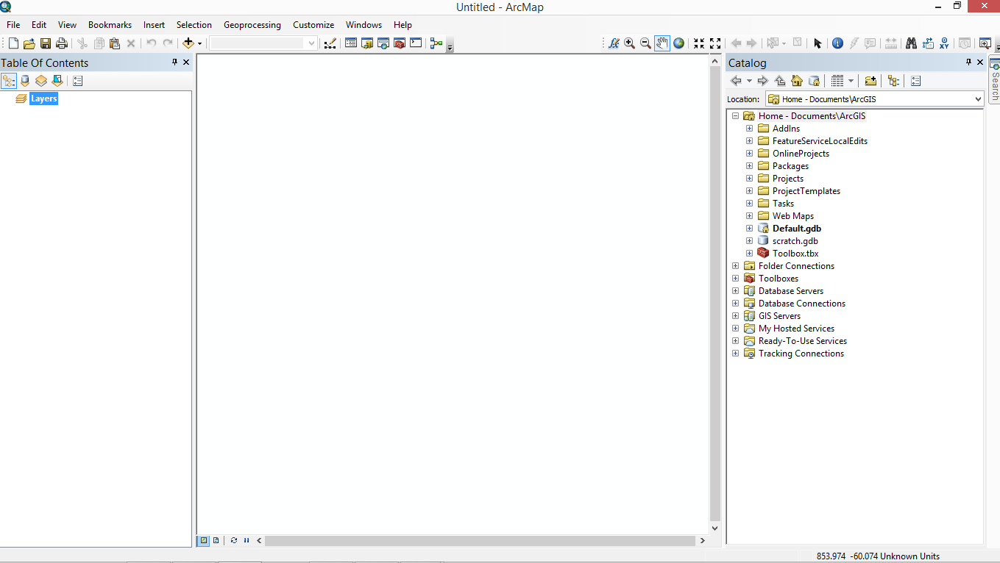 Untitled - ArcMap
File Edit View Bookmarks Insert Selection Geoprocessing Customize Windows Help
Table Of Contents
Layers
Catalog
Location: Home - Documents\ArcGIS
Home - Documents\ArcGIS
AddIns
FeatureServiceLocalEdits
OnlineProjects
Packages
Projects
ProjectTemplates
Tasks
Web Maps
Default.gdb
scratch.gdb
Toolbox.tbx
Folder Connections
Toolboxes
Database Servers
Database Connections
GIS Servers
My Hosted Services
Ready-To-Use Services
Tracking Connections
Search
853.974 -60.074 Unknown Units